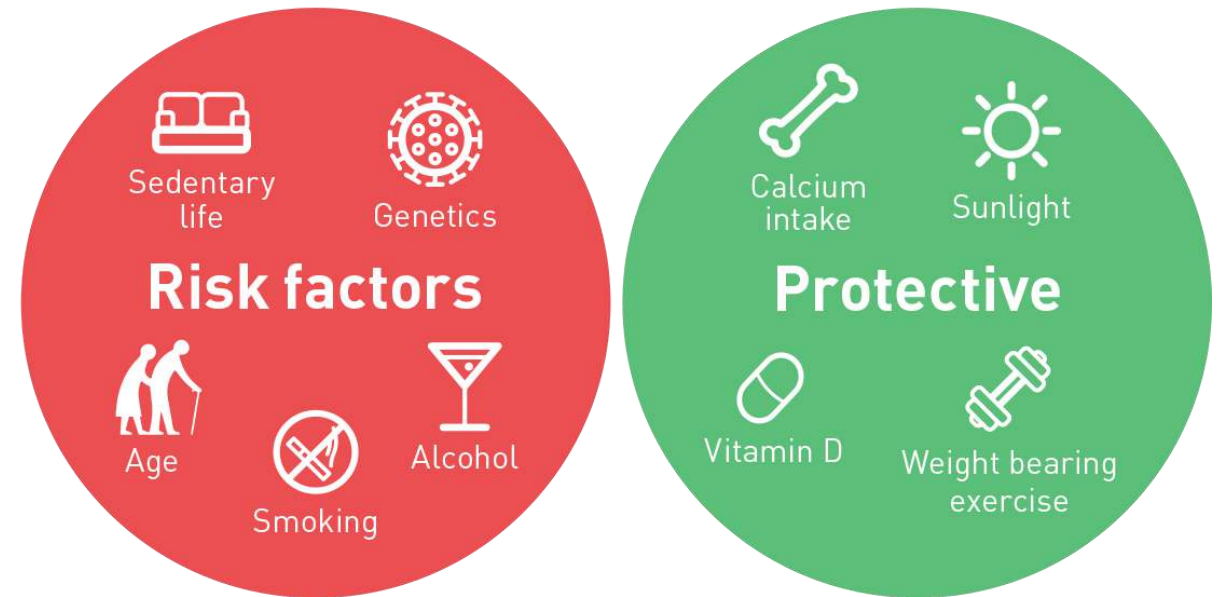 Sedentary
life
Genetics
Risk factors
Age
Smoking
Alcohol
Calcium
intake
Sunlight
Protective
Vitamin D
Weight bearing
exercise